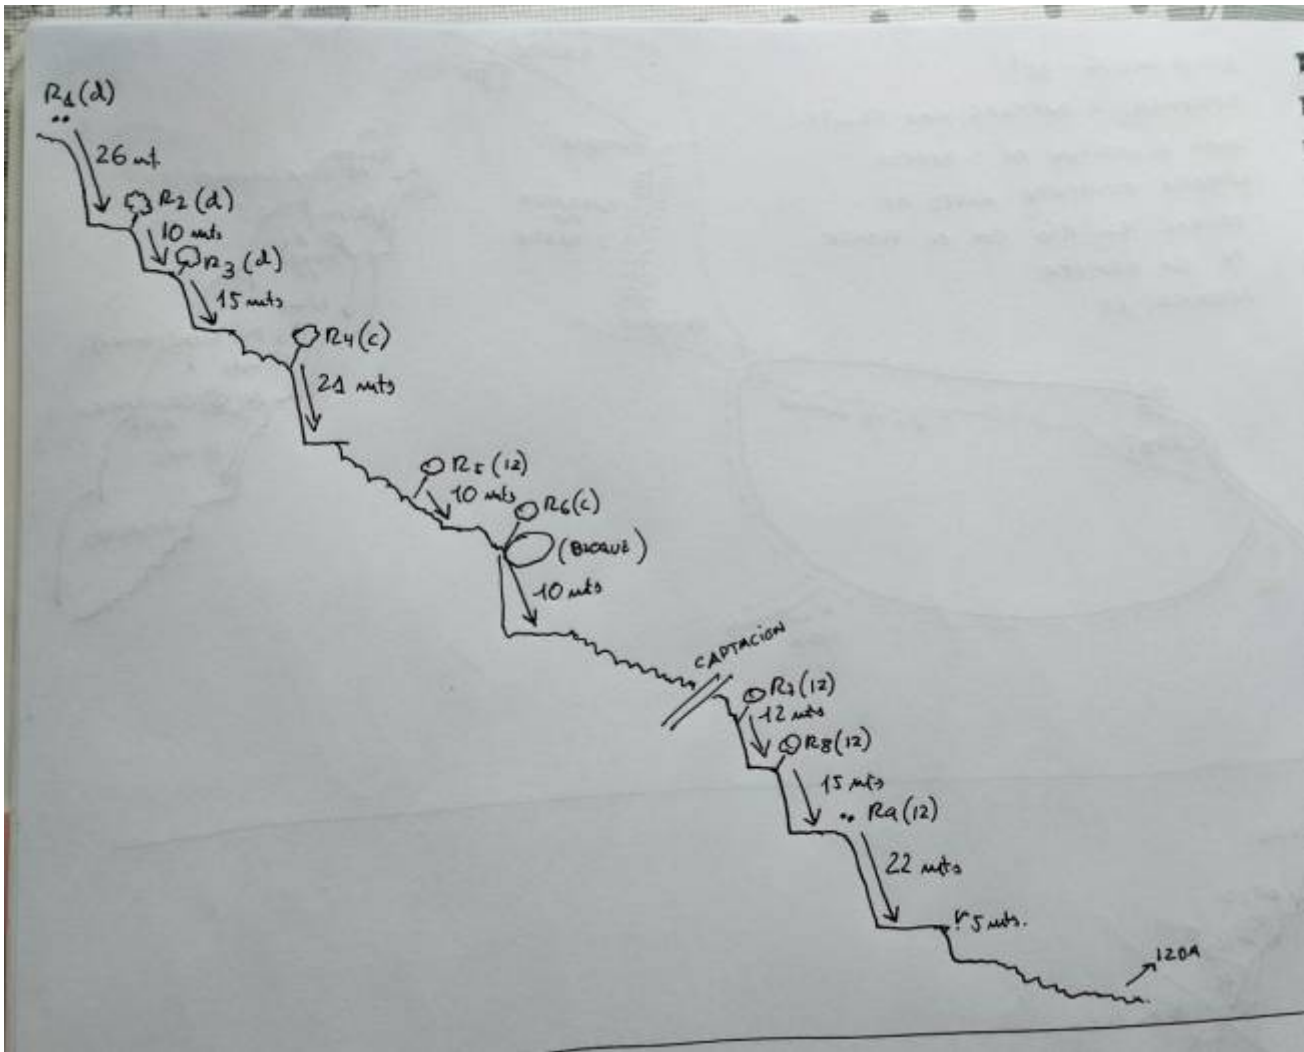 R1(d)
26 mt
R2(d)
10 mts
R3(d)
15 mts
R4(c)
21 mts
R5(12)
10 mts
R6(c)
(BLOQUE)
10 mts
CAPTACION
R7(12)
12 mts
R8(12)
15 mts
R9(12)
22 mts
5 mts.